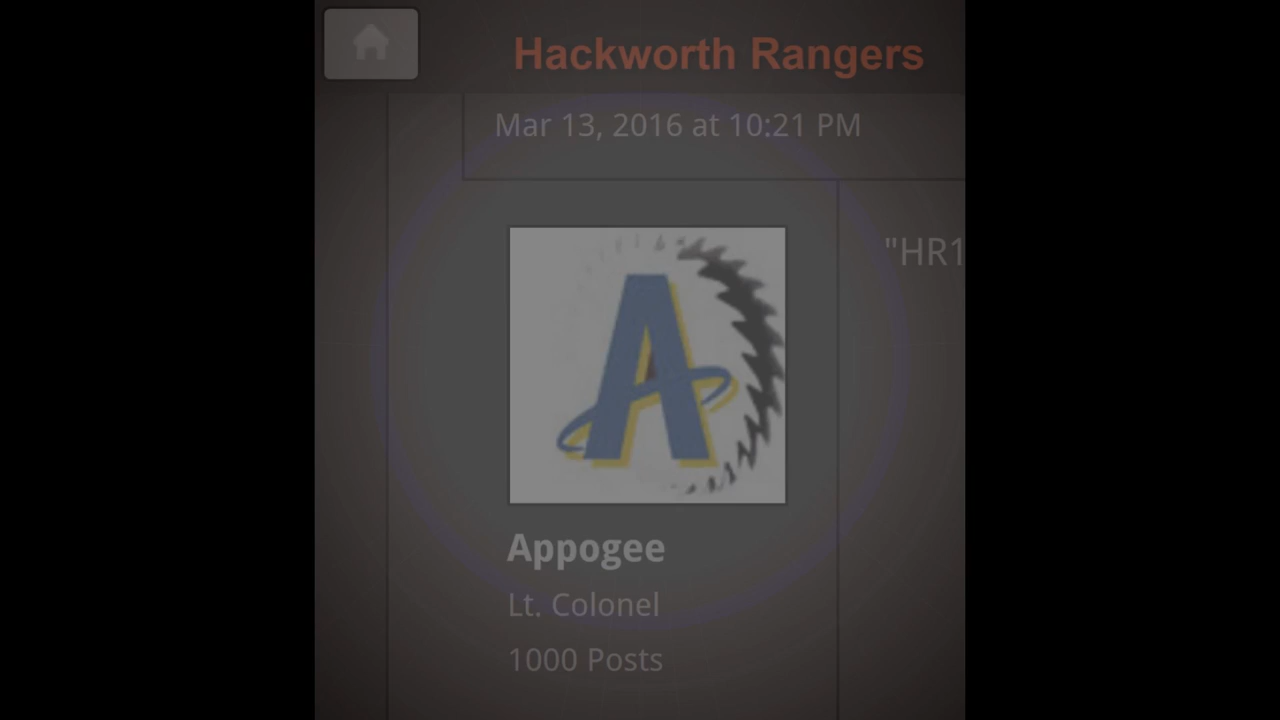 Hackworth Rangers
Mar 13, 2016 at 10:21 PM
"HR1
A
Appogee
Lt. Colonel
1000 Posts